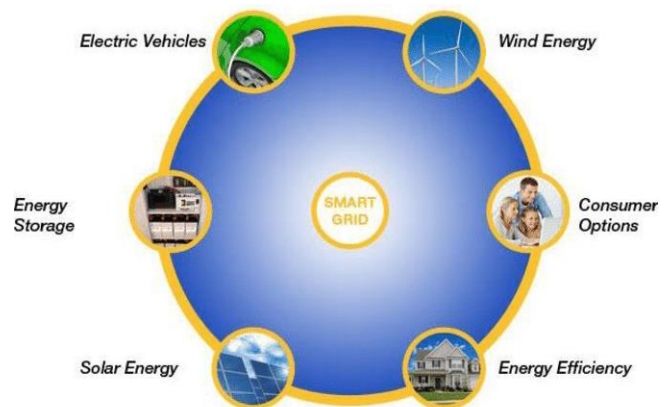 Electric Vehicles
Wind Energy
Energy
Storage
SMART
GRID
Consumer
Options
Solar Energy
Energy Efficiency